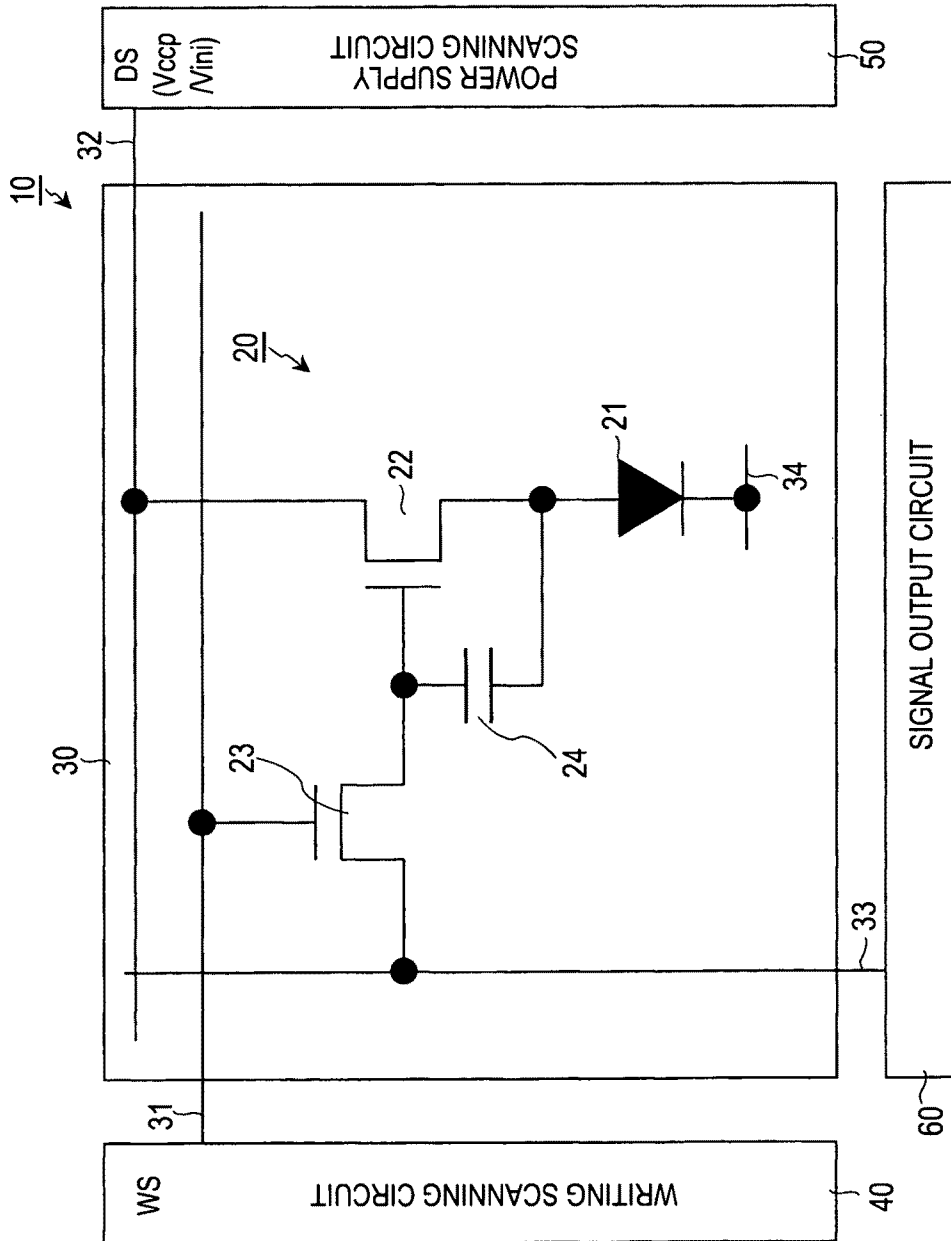 10
30
32
DS
(Vccp
/Vini)
31
WS
20
23
22
24
21
34
33
WRITING SCANNING CIRCUIT
40
POWER SUPPLY
SCANNING CIRCUIT
50
60
SIGNAL OUTPUT CIRCUIT